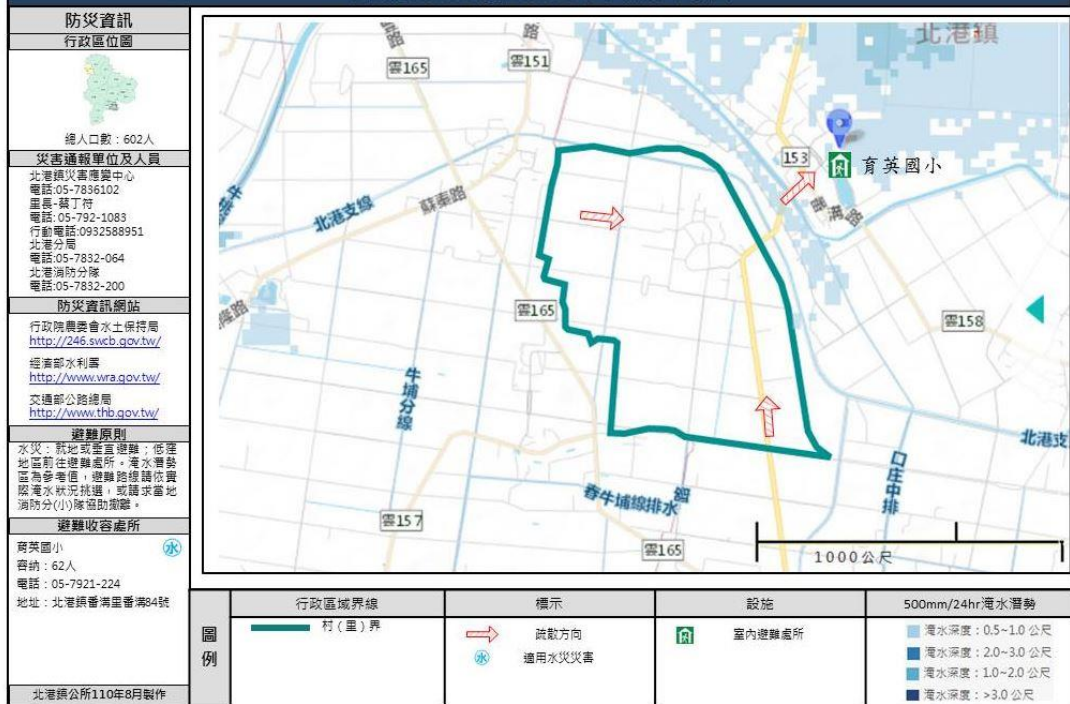 防災資訊
行政區位圖
總人口數：602人
災害通報單位及人員
北港鎮災害應變中心
電話:05-7836102
里長-蔡丁符
電話:05-792-1083
行動電話:0932588951
北港分局
電話:05-7832-064
北港消防分隊
電話:05-7832-200
防災資訊網站
行政院農委會水土保持局
http://246.swcb.gov.tw/
經濟部水利署
http://www.wra.gov.tw/
交通部公路總局
http://www.thb.gov.tw/
避難原則
水災：就地或垂直避難；低窪
地區前往避難處所。淹水潛勢
區為參考值，避難路線請依實
際淹水狀況挑選，或請求當地
消防分(小)隊協助撤離。
避難收容處所
育英國小
水
容納：62人
電話：05-7921-224
地址：北港鎮番溝里番溝84號
北港鎮公所110年8月製作
北港鎮
路
路
雲165
雲151
153
育英國小
番溝路
北港支線
蘇秦路
雲165
雲158
牛埔分線
北港支
口庄中排
春牛埔線排水
雲157
雲165
1000公尺
圖例
行政區域界線
村（里）界
標示
疏散方向
水
適用水災災害
設施
室內避難處所
500mm/24hr淹水潛勢
淹水深度：0.5~1.0 公尺
淹水深度：2.0~3.0 公尺
淹水深度：1.0~2.0 公尺
淹水深度：>3.0 公尺